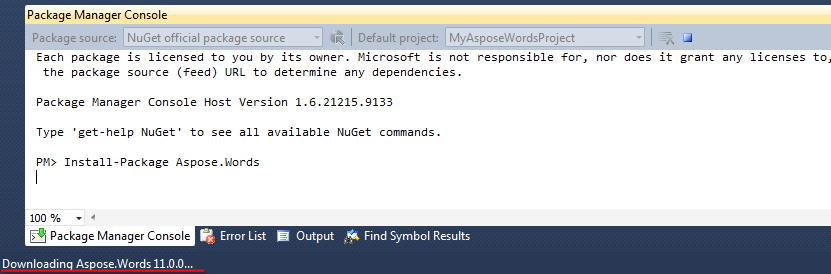 Package Manager Console
Package source: NuGet official package source Default project: MyAsposeWordsProject
Each package is licensed to you by its owner. Microsoft is not responsible for, nor does it grant any licenses to,
the package source (feed) URL to determine any dependencies.
Package Manager Console Host Version 1.6.21215.9133
Type 'get-help NuGet' to see all available NuGet commands.
PM> Install-Package Aspose.Words
100 %
Package Manager Console Error List Output Find Symbol Results
Downloading Aspose.Words 11.0.0...